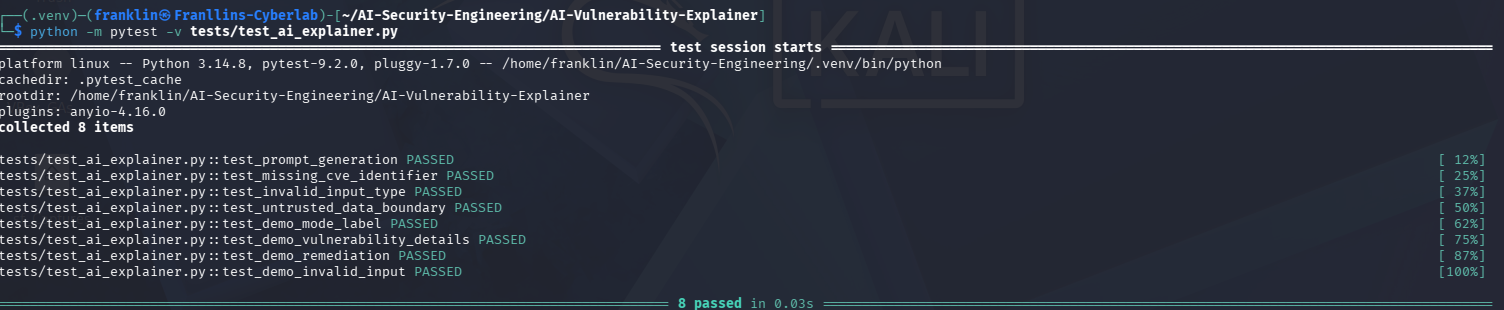 ┌──(.venv)─(franklin㉿Franllins-Cyberlab)-[~/AI-Security-Engineering/AI-Vulnerability-Explainer]
└─$ python -m pytest -v tests/test_ai_explainer.py
test session starts
platform linux -- Python 3.14.8, pytest-9.2.0, pluggy-1.7.0 -- /home/franklin/AI-Security-Engineering/.venv/bin/python
cachedir: .pytest_cache
rootdir: /home/franklin/AI-Security-Engineering/AI-Vulnerability-Explainer
plugins: anyio-4.16.0
collected 8 items
tests/test_ai_explainer.py::test_prompt_generation PASSED [ 12%]
tests/test_ai_explainer.py::test_missing_cve_identifier PASSED [ 25%]
tests/test_ai_explainer.py::test_invalid_input_type PASSED [ 37%]
tests/test_ai_explainer.py::test_untrusted_data_boundary PASSED [ 50%]
tests/test_ai_explainer.py::test_demo_mode_label PASSED [ 62%]
tests/test_ai_explainer.py::test_demo_vulnerability_details PASSED [ 75%]
tests/test_ai_explainer.py::test_demo_remediation PASSED [ 87%]
tests/test_ai_explainer.py::test_demo_invalid_input PASSED [100%]
8 passed in 0.03s
KALI